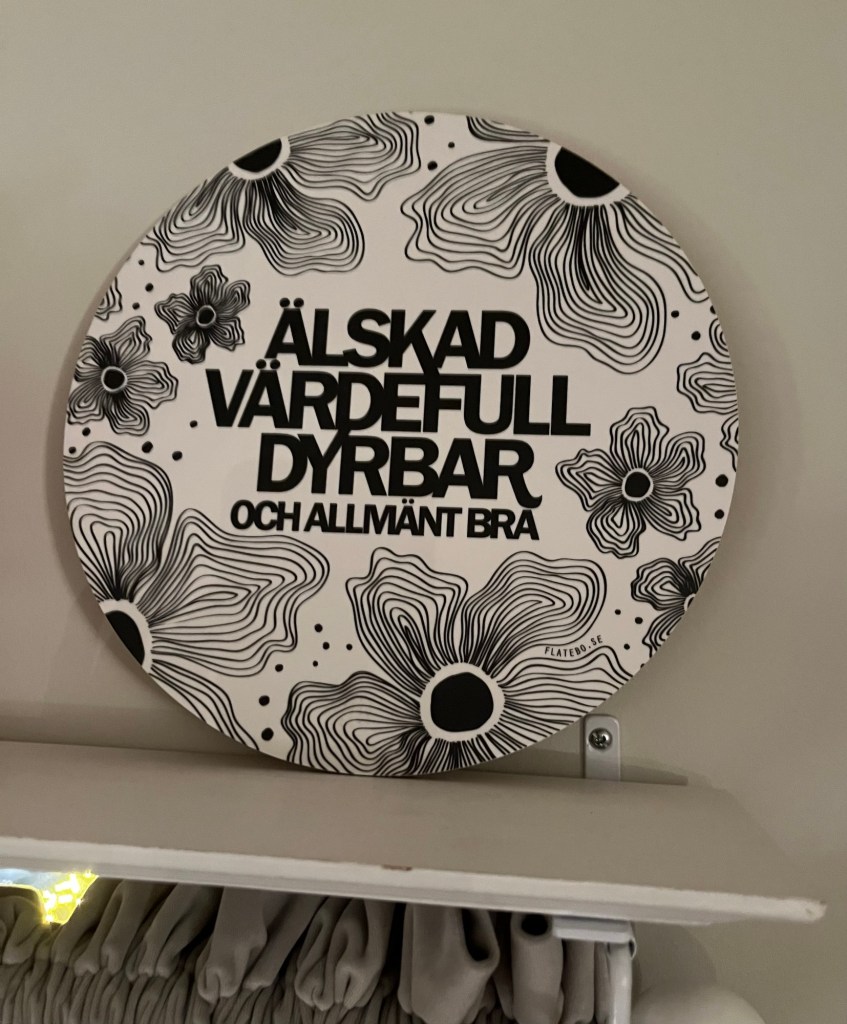 ÄLSKAD
VÄRDEFULL
DYRBAR
OCH ALLMÄNT BRA
FLATEBO.SE